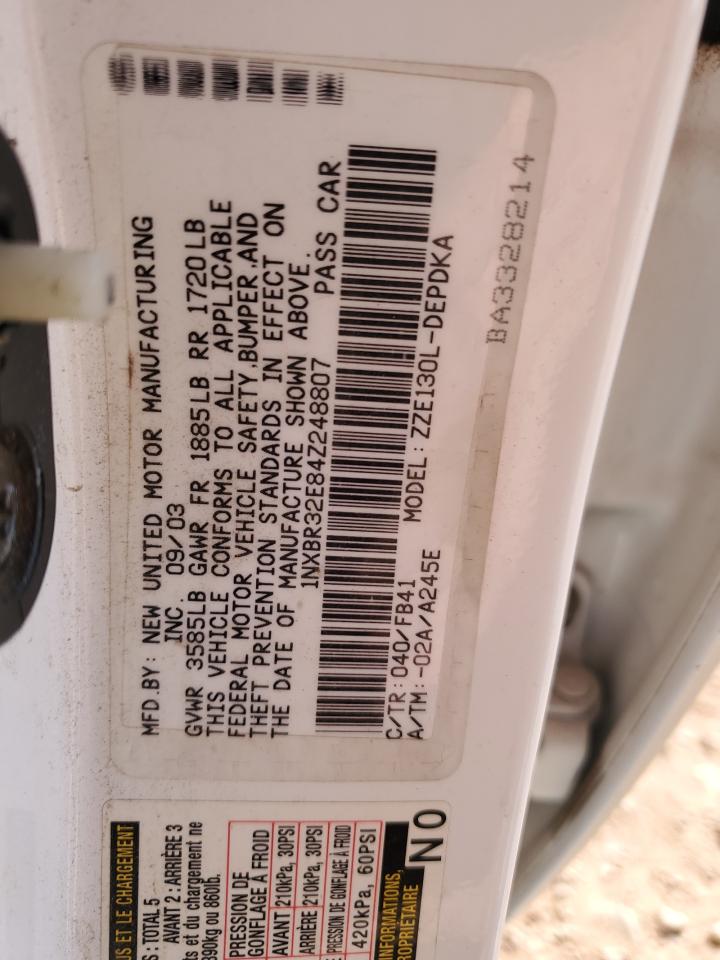 MFD.BY: NEW UNITED MOTOR MANUFACTURING
INC. 09/03
GVWR 3585LB GAWR FR 1885LB RR 1720LB
THIS VEHICLE CONFORMS TO ALL APPLICABLE
FEDERAL MOTOR VEHICLE SAFETY,BUMPER,AND
THEFT PREVENTION STANDARDS IN EFFECT ON
THE DATE OF MANUFACTURE SHOWN ABOVE.
1NXBR32E84Z248807 PASS CAR
C/TR:040/FB41 MODEL:ZZE130L-DEPDKA
A/TM:-02A/A245E
BA3328214
US ET LE CHARGEMENT
S : TOTAL 5
AVANT 2 : ARRIÈRE 3
ts et du chargement ne
390kg ou 860lb.
PRESSION DE
GONFLAGE À FROID
AVANT 210kPa, 30PSI
ARRIÈRE 210kPa, 30PSI
PRESSION DE GONFLAGE À FROID
420kPa, 60PSI
INFORMATIONS,
PROPRIÉTAIRE
NO